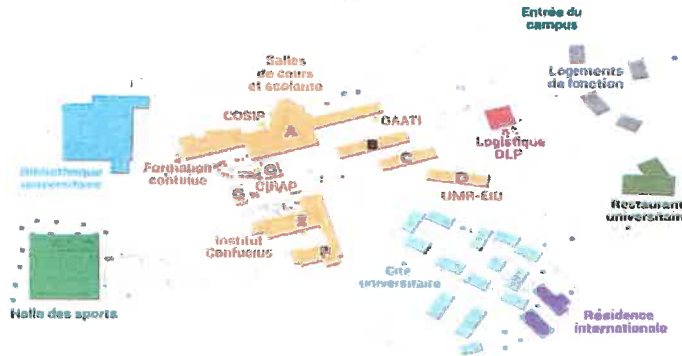 Entrée du
campus
Salles
de cours
et scolarité
Logements
de fonction
COSIP
A
GAATI
B
Logistique
DLP
C
Bibliothèque
universitaire
Formation
continue
G
CIRAP
D
UMR-EIO
Restaurant
universitaire
E
Institut
Confucius
F
Cité
universitaire
Halle des sports
Résidence
internationale